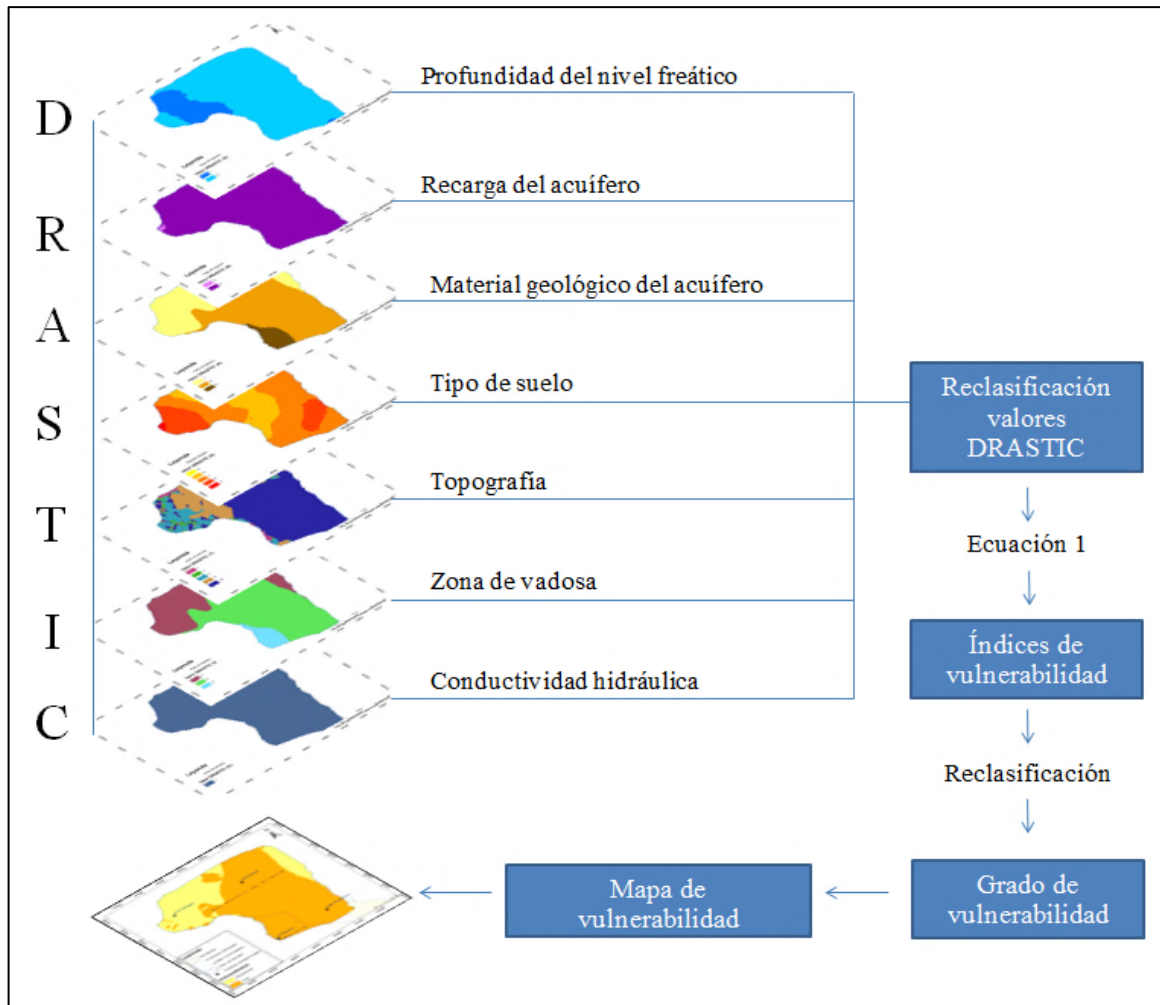 D
Profundidad del nivel freático
R
Recarga del acuífero
A
Material geológico del acuífero
S
Tipo de suelo
T
Topografía
I
Zona de vadosa
C
Conductividad hidráulica
Reclasificación
valores
DRASTIC
Ecuación 1
Índices de
vulnerabilidad
Reclasificación
Grado de
vulnerabilidad
Mapa de
vulnerabilidad